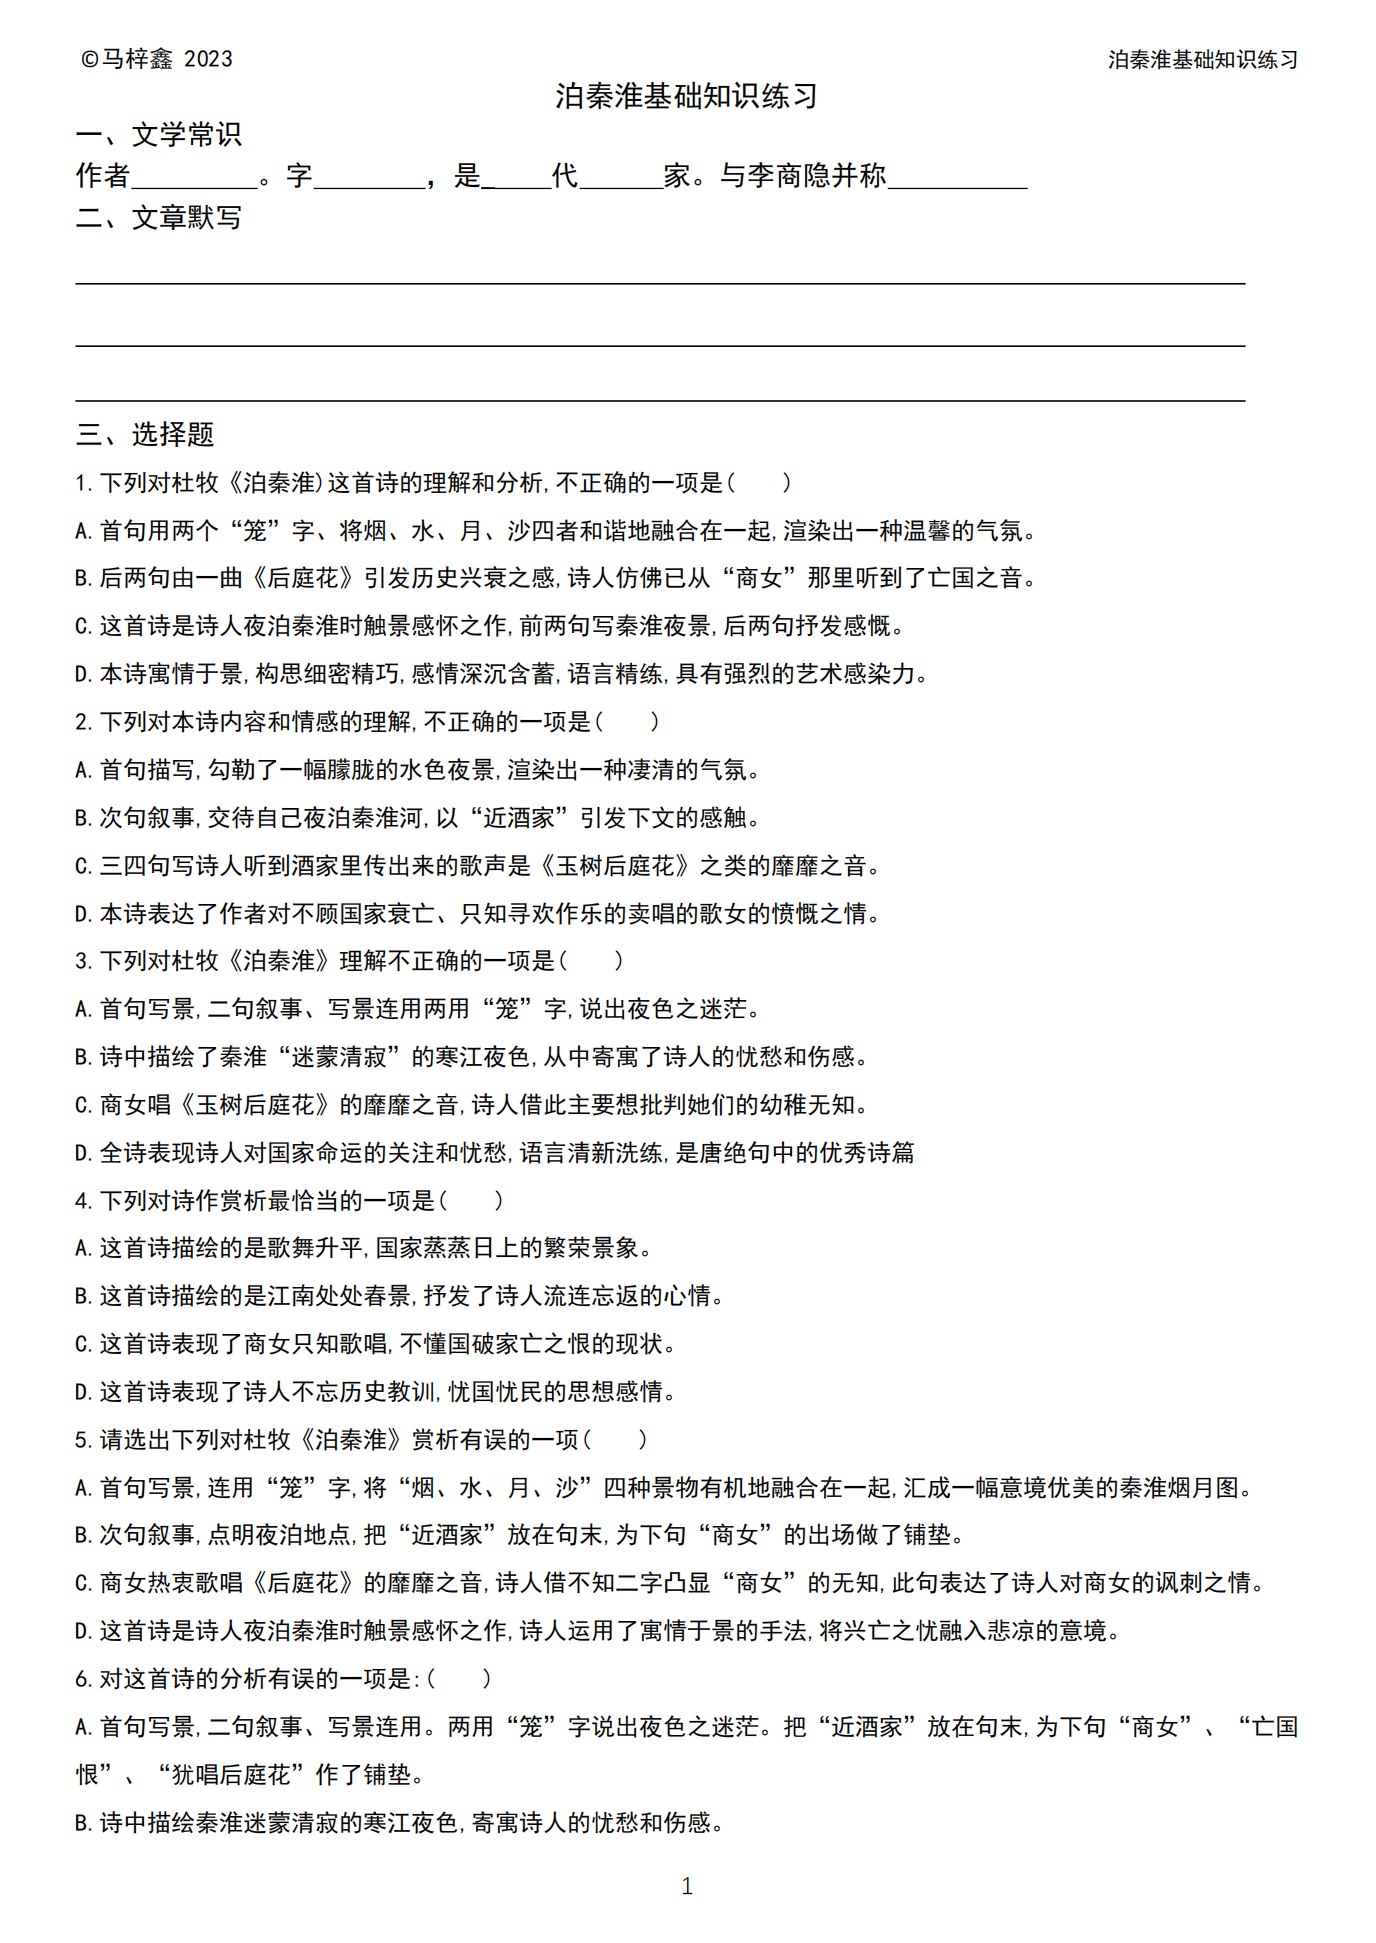 ©马梓鑫 2023
泊秦淮基础知识练习
泊秦淮基础知识练习
一、文学常识
作者_________。字________，是_____代______家。与李商隐并称__________
二、文章默写
三、选择题
1.下列对杜牧《泊秦淮)这首诗的理解和分析,不正确的一项是(    )
A.首句用两个“笼”字、将烟、水、月、沙四者和谐地融合在一起,渲染出一种温馨的气氛。
B.后两句由一曲《后庭花》引发历史兴衰之感,诗人仿佛已从“商女”那里听到了亡国之音。
C.这首诗是诗人夜泊秦淮时触景感怀之作,前两句写秦淮夜景,后两句抒发感慨。
D.本诗寓情于景,构思细密精巧,感情深沉含蓄,语言精练,具有强烈的艺术感染力。
2.下列对本诗内容和情感的理解,不正确的一项是(    )
A.首句描写,勾勒了一幅朦胧的水色夜景,渲染出一种凄清的气氛。
B.次句叙事,交待自己夜泊秦淮河,以“近酒家”引发下文的感触。
C.三四句写诗人听到酒家里传出来的歌声是《玉树后庭花》之类的靡靡之音。
D.本诗表达了作者对不顾国家衰亡、只知寻欢作乐的卖唱的歌女的愤慨之情。
3.下列对杜牧《泊秦淮》理解不正确的一项是(    )
A.首句写景,二句叙事、写景连用两用“笼”字,说出夜色之迷茫。
B.诗中描绘了秦淮“迷蒙清寂”的寒江夜色,从中寄寓了诗人的忧愁和伤感。
C.商女唱《玉树后庭花》的靡靡之音,诗人借此主要想批判她们的幼稚无知。
D.全诗表现诗人对国家命运的关注和忧愁,语言清新洗练,是唐绝句中的优秀诗篇
4.下列对诗作赏析最恰当的一项是(    )
A.这首诗描绘的是歌舞升平,国家蒸蒸日上的繁荣景象。
B.这首诗描绘的是江南处处春景,抒发了诗人流连忘返的心情。
C.这首诗表现了商女只知歌唱,不懂国破家亡之恨的现状。
D.这首诗表现了诗人不忘历史教训,忧国忧民的思想感情。
5.请选出下列对杜牧《泊秦淮》赏析有误的一项(    )
A.首句写景,连用“笼”字,将“烟、水、月、沙”四种景物有机地融合在一起,汇成一幅意境优美的秦淮烟月图。
B.次句叙事,点明夜泊地点,把“近酒家”放在句末,为下句“商女”的出场做了铺垫。
C.商女热衷歌唱《后庭花》的靡靡之音,诗人借不知二字凸显“商女”的无知,此句表达了诗人对商女的讽刺之情。
D.这首诗是诗人夜泊秦淮时触景感怀之作,诗人运用了寓情于景的手法,将兴亡之忧融入悲凉的意境。
6.对这首诗的分析有误的一项是:(    )
A.首句写景,二句叙事、写景连用。两用“笼”字说出夜色之迷茫。把“近酒家”放在句末,为下句“商女”、“亡国
恨”、“犹唱后庭花”作了铺垫。
B.诗中描绘秦淮迷蒙清寂的寒江夜色,寄寓诗人的忧愁和伤感。
1